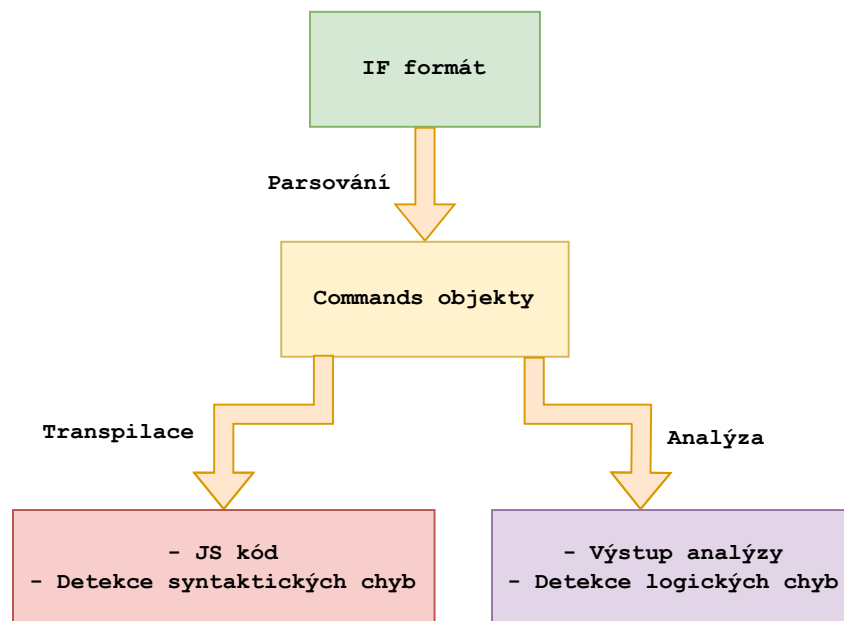 IF formát
Parsování
Commands objekty
Transpilace
Analýza
- JS kód
- Detekce syntaktických chyb
- Výstup analýzy
- Detekce logických chyb